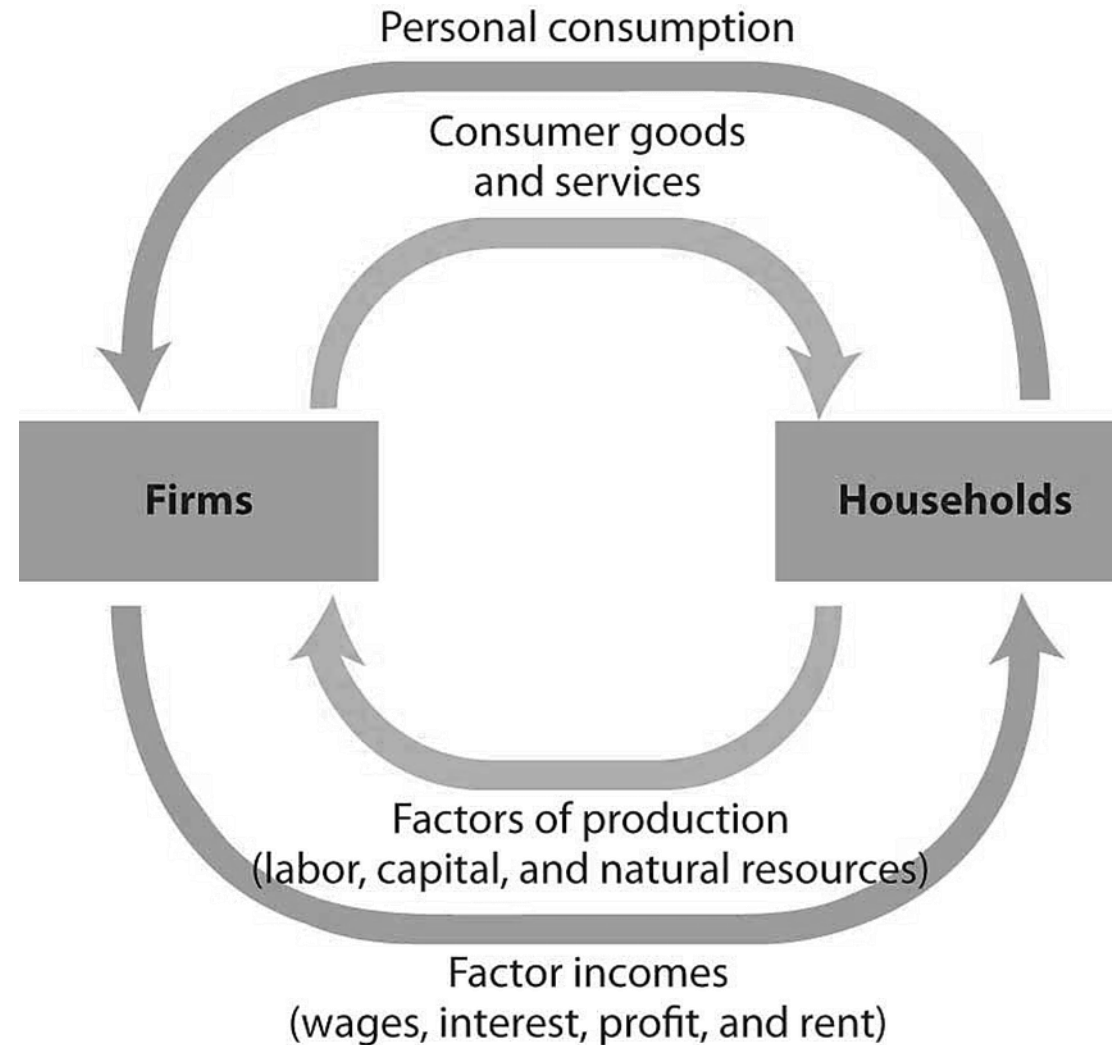 Personal consumption
Consumer goods
and services
Firms
Households
Factors of production
(labor, capital, and natural resources)
Factor incomes
(wages, interest, profit, and rent)